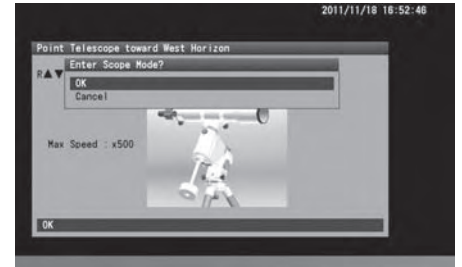 2011/11/18 16:52:46
Point Telescope toward West Horizon
Enter Scope Mode?
R▲▼
OK
Cancel
Max Speed : x500
OK